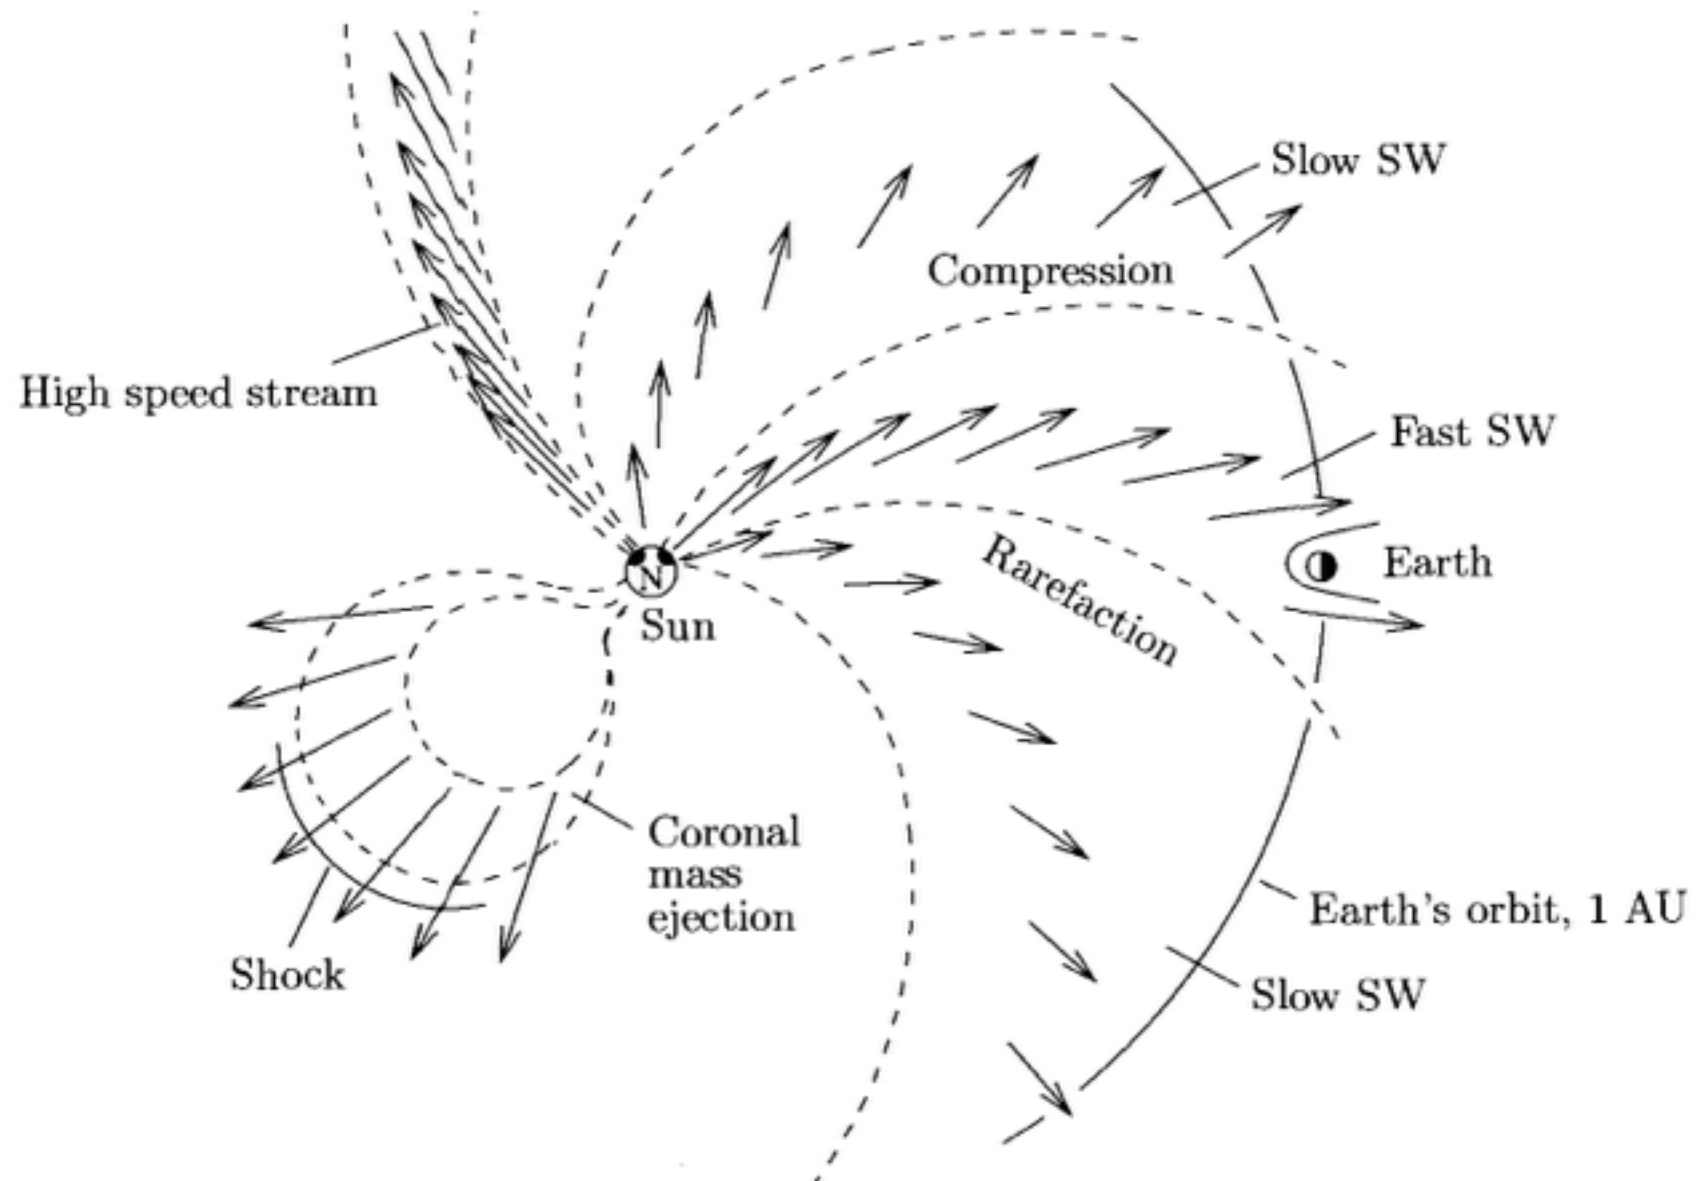 Slow SW
Compression
High speed stream
Fast SW
Rarefaction
Earth
N
Sun
Coronal
mass
ejection
Earth's orbit, 1 AU
Shock
Slow SW